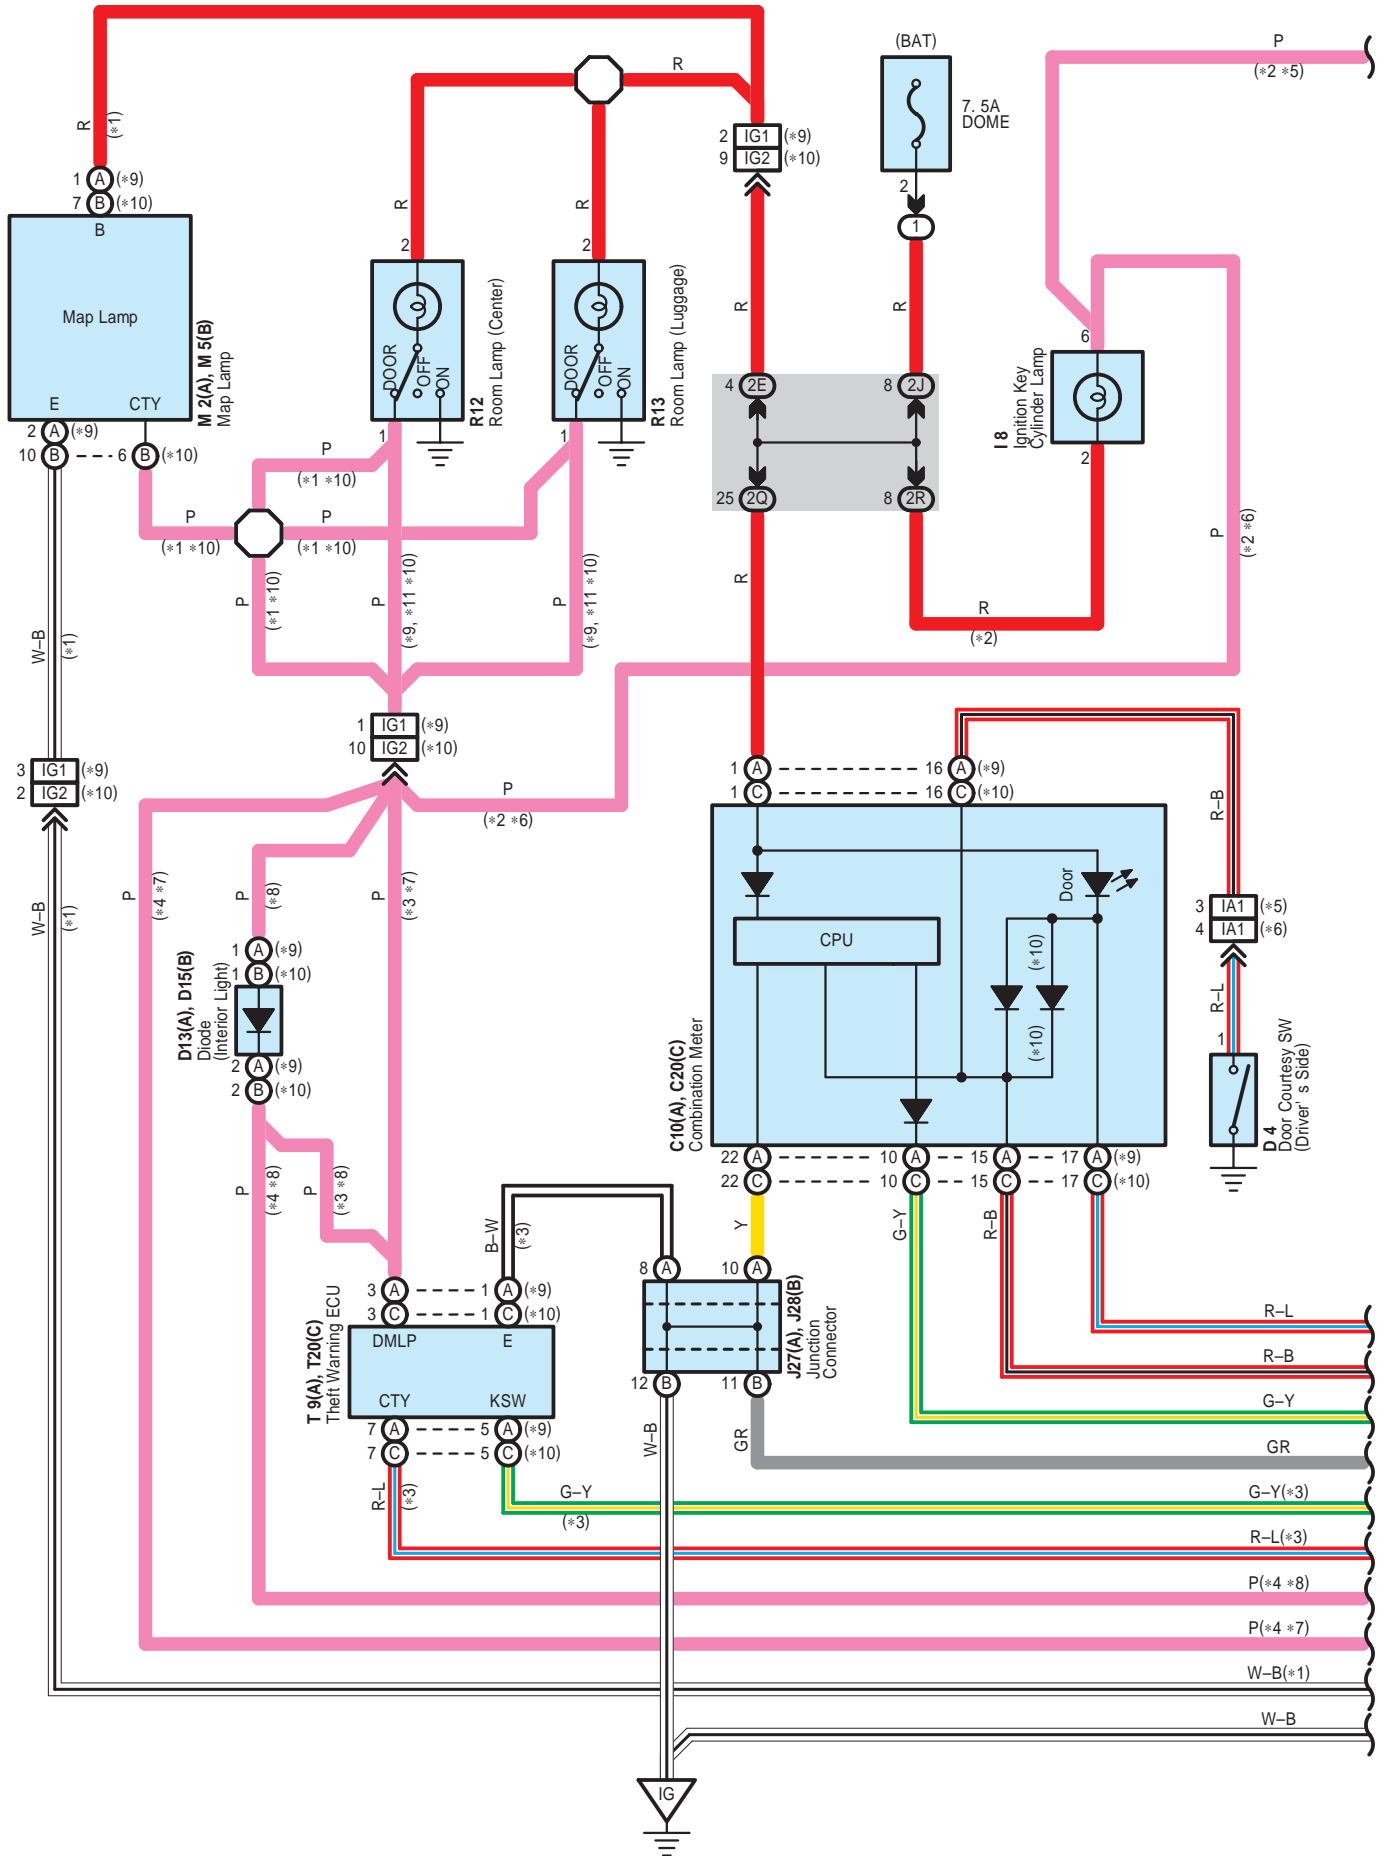 (BAT)
P
(*2 *5)
R
7. 5A
DOME
R
(*1)
2 IG1 (*9)
9 IG2 (*10)
1 A (*9)
7 B (*10)
2
1
B
R
R
2
2
Map Lamp
M 2(A), M 5(B)
Map Lamp
DOOR
OFF
ON
R12
Room Lamp (Center)
DOOR
OFF
ON
R13
Room Lamp (Luggage)
R
R
6
I 8
Ignition Key
Cylinder Lamp
4 2E
8 2J
E
CTY
2 A (*9)
10 B
6 B (*10)
1
1
2
P
(*1 *10)
25 2Q
8 2R
P
(*1 *10)
P
(*1 *10)
P
(*2 *6)
P
(*1 *10)
P
(*9, *11 *10)
P
(*9, *11 *10)
R
R
(*2)
W–B
(*1)
1 IG1 (*9)
10 IG2 (*10)
3 IG1 (*9)
2 IG2 (*10)
1 A
16 A (*9)
1 C
16 C (*10)
P
(*2 *6)
R–B
P
(*4 *7)
P
(*8)
P
(*3 *7)
W–B
(*1)
Door
3 IA1 (*5)
4 IA1 (*6)
CPU
(*10)
(*10)
1 A (*9)
1 B (*10)
D13(A), D15(B)
Diode
(Interior Light)
2 A (*9)
2 B (*10)
R–L
1
C10(A), C20(C)
Combination Meter
D 4
Door Courtesy SW
(Driver' s Side)
22 A
10 A
15 A
17 A (*9)
22 C
10 C
15 C
17 C (*10)
P
(*4 *8)
P
(*3 *8)
B–W
(*3)
Y
G–Y
R–B
8 A
10 A
3 A
1 A (*9)
3 C
1 C (*10)
DMLP
E
T 9(A), T20(C)
Theft Warning ECU
J27(A), J28(B)
Junction
Connector
R–L
R–B
12 B
11 B
CTY
KSW
G–Y
7 A
5 A (*9)
7 C
5 C (*10)
W–B
GR
GR
R–L
(*3)
G–Y
(*3)
G–Y(*3)
R–L(*3)
P(*4 *8)
P(*4 *7)
W–B(*1)
W–B
IG